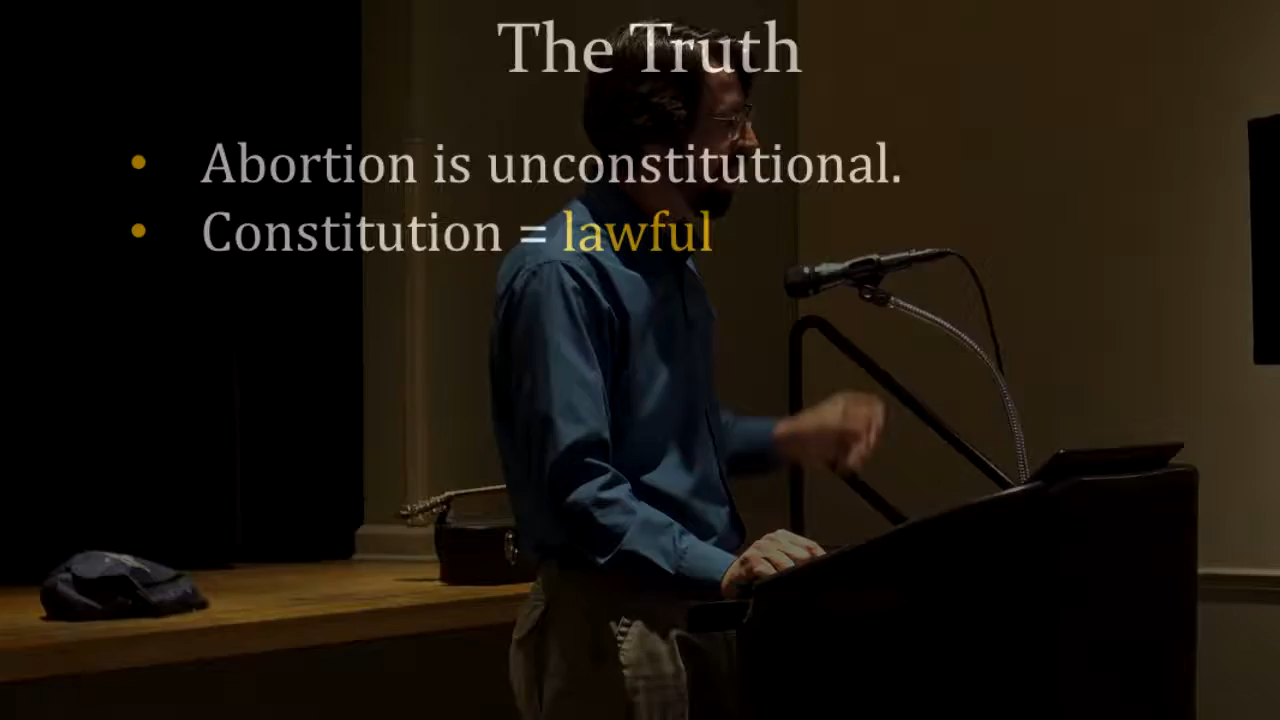 The Truth
• Abortion is unconstitutional.
• Constitution = lawful